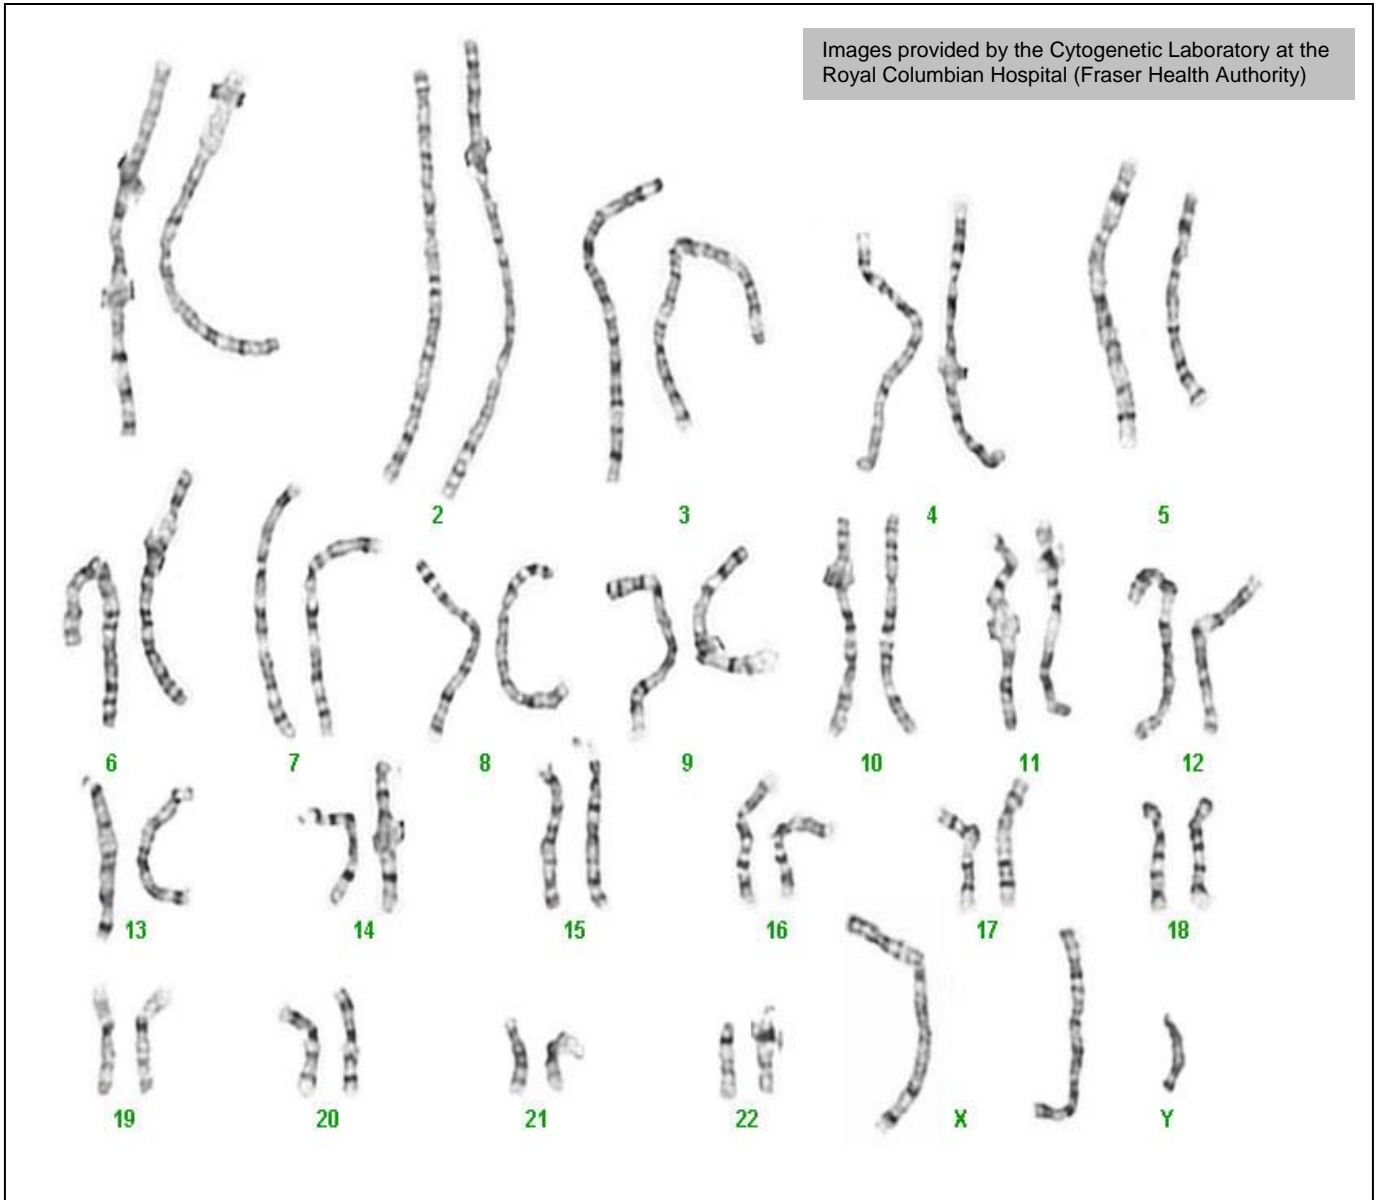 Images provided by the Cytogenetic Laboratory at the
Royal Columbian Hospital (Fraser Health Authority)
2 3 4 5
6 7 8 9 10 11 12
13 14 15 16 17 18
19 20 21 22 X Y